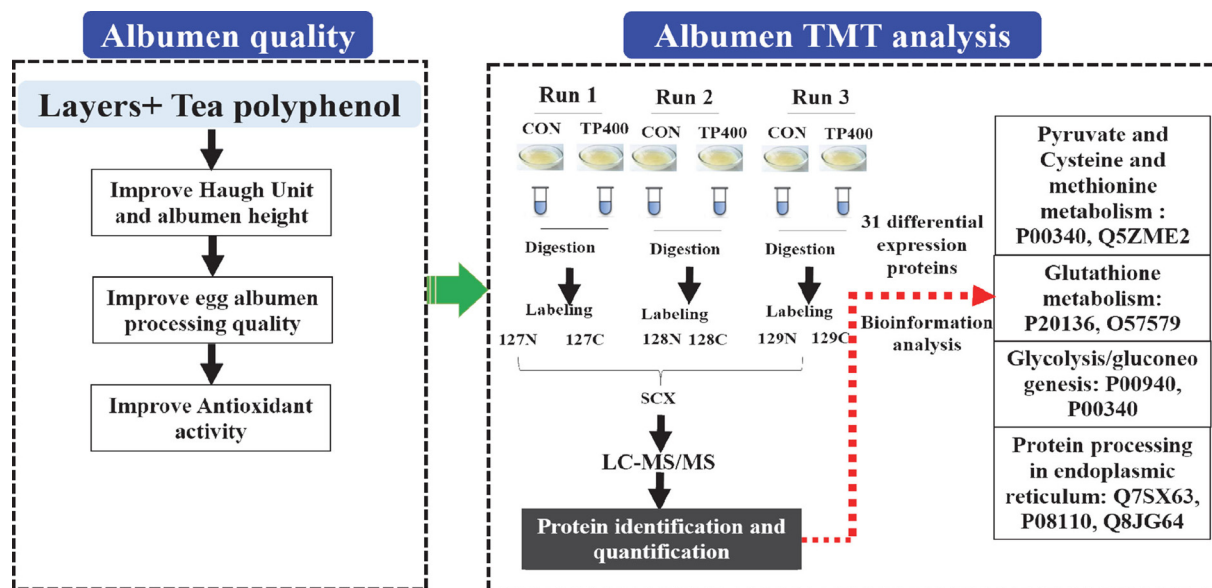 Albumen quality
Layers+ Tea polyphenol
Improve Haugh Unit
and albumen height
Improve egg albumen
processing quality
Improve Antioxidant
activity
Albumen TMT analysis
Run 1 Run 2 Run 3
CON TP400 CON TP400 CON TP400
Digestion Digestion Digestion
Labeling Labeling Labeling
127N 127C 128N 128C 129N 129C
SCX
LC-MS/MS
Protein identification and
quantification
31 differential
expression
proteins
Bioinformation
analysis
Pyruvate and
Cysteine and
methionine
metabolism :
P00340, Q5ZME2
Glutathione
metabolism:
P20136, O57579
Glycolysis/gluconeo
genesis: P00940,
P00340
Protein processing
in endoplasmic
reticulum: Q7SX63,
P08110, Q8JG64